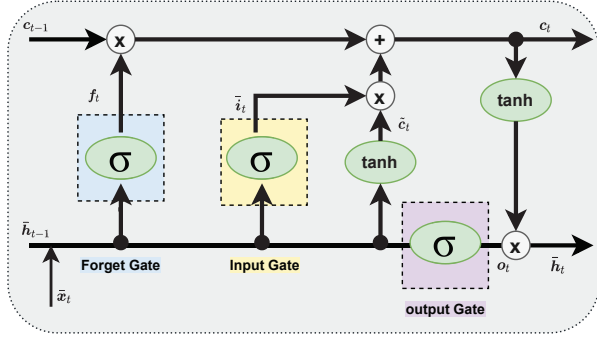 c_{t-1}
x
+
c_t
f_t
ī_t
x
c̃_t
tanh
σ
σ
tanh
h̄_{t-1}
σ
x
Forget Gate
Input Gate
o_t
h̄_t
x̄_t
output Gate